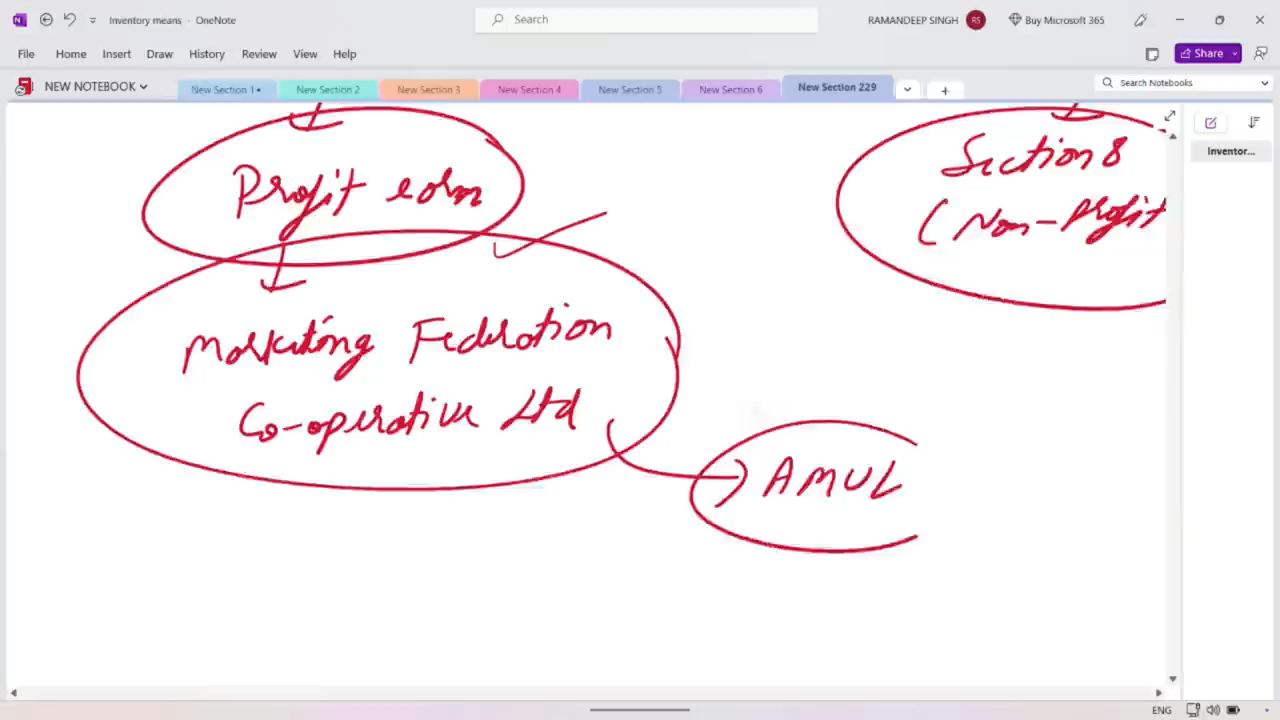 Inventory means - OneNote
Search
RAMANDEEP SINGH
RS
Buy Microsoft 365
File
Home
Insert
Draw
History
Review
View
Help
Share
NEW NOTEBOOK
New Section 1
New Section 2
New Section 3
New Section 4
New Section 5
New Section 6
New Section 229
Search Notebooks
Inventor...
Profit earn
Section 8
(Non-Profit
Marketing Federation
Co-operative Ltd
AMUL
ENG